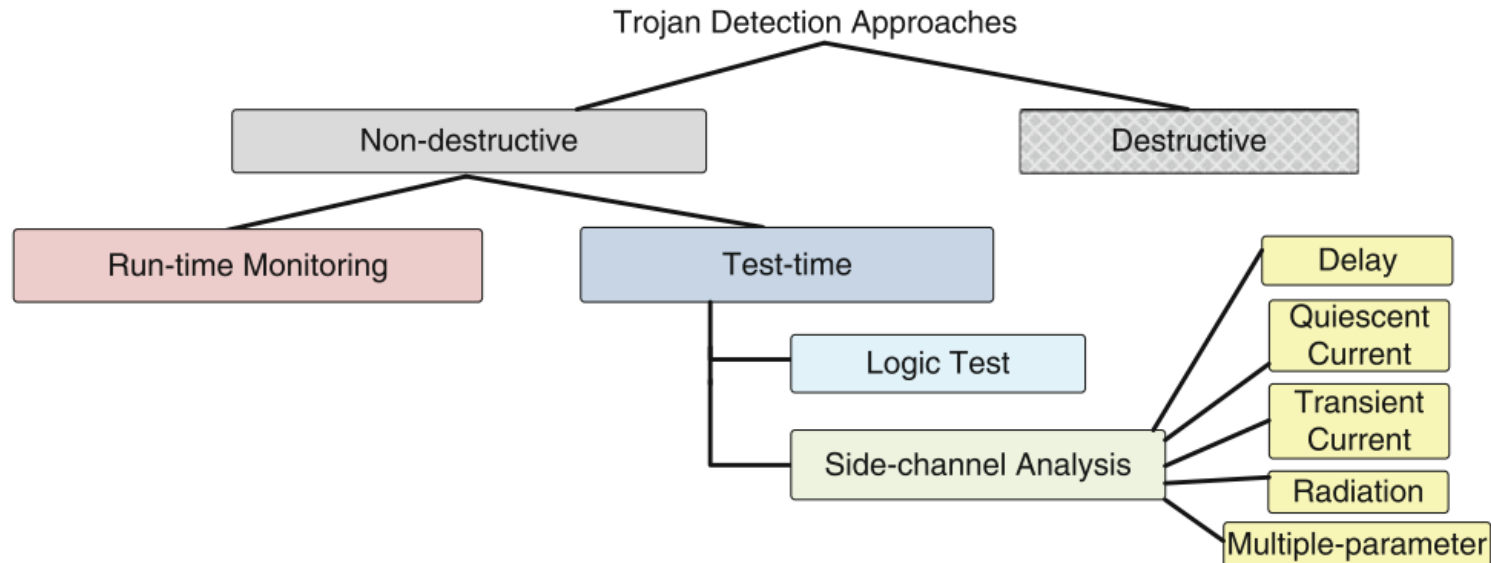 Trojan Detection Approaches
Non-destructive
Destructive
Run-time Monitoring
Test-time
Delay
Quiescent
Current
Logic Test
Transient
Current
Side-channel Analysis
Radiation
Multiple-parameter